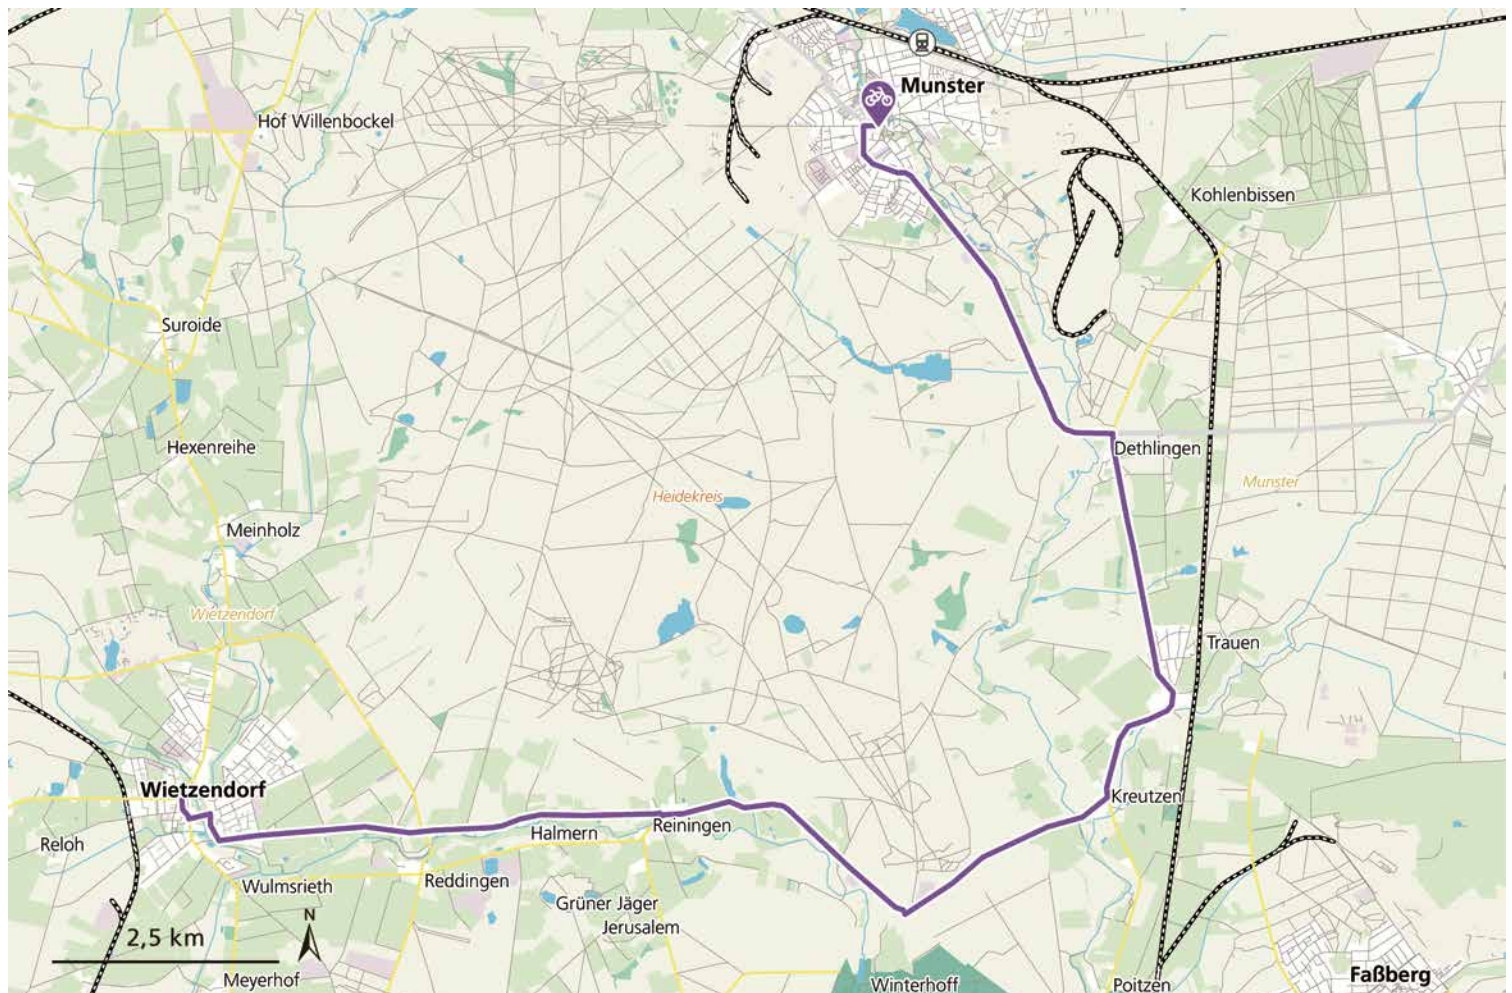 Munster
Hof Willenbockel
Kohlenbissen
Suroide
Hexenreihe
Dethlingen
Munster
Heidekreis
Meinholz
Wietzendorf
Trauen
Wietzendorf
Kreutzen
Reiningen
Halmern
Reloh
Reddingen
Wulmsrieth
Grüner Jäger
Jerusalem
N
2,5 km
Faßberg
Meyerhof
Winterhoff
Poitzen